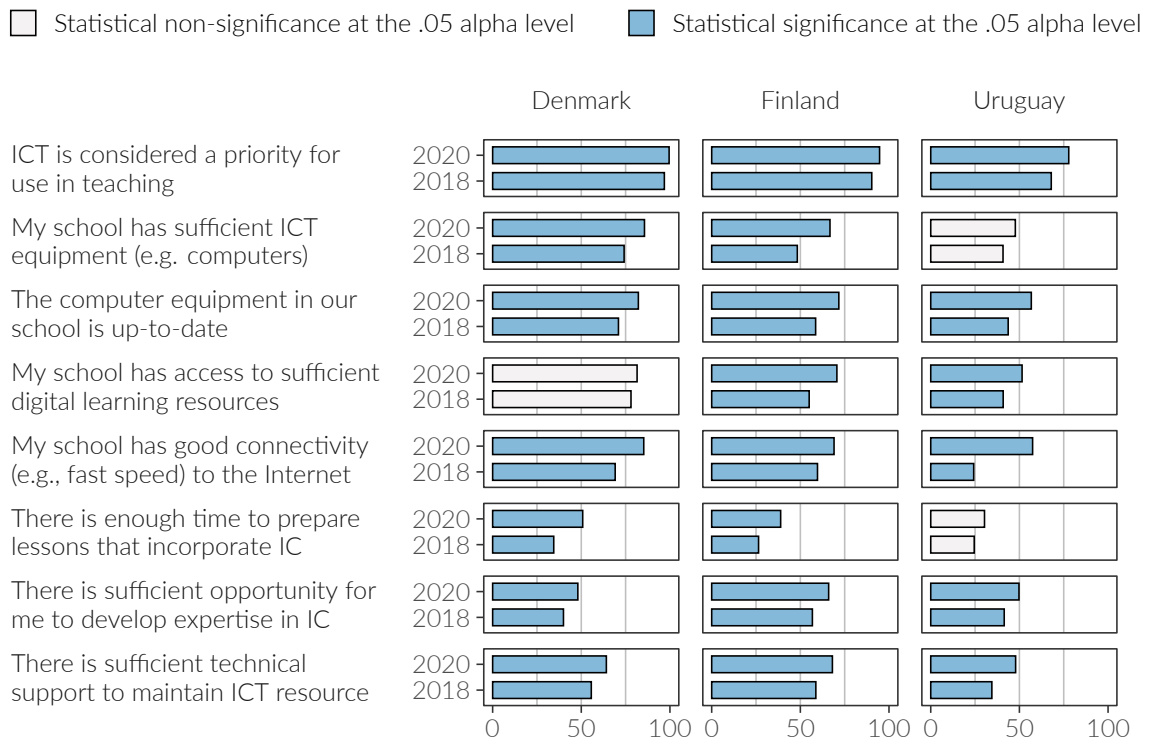 Statistical non-significance at the .05 alpha level
Statistical significance at the .05 alpha level
Denmark Finland Uruguay
ICT is considered a priority for
use in teaching
2020
2018
My school has sufficient ICT
equipment (e.g. computers)
2020
2018
The computer equipment in our
school is up-to-date
2020
2018
My school has access to sufficient
digital learning resources
2020
2018
My school has good connectivity
(e.g., fast speed) to the Internet
2020
2018
There is enough time to prepare
lessons that incorporate IC
2020
2018
There is sufficient opportunity for
me to develop expertise in IC
2020
2018
There is sufficient technical
support to maintain ICT resource
2020
2018
0 50 100 0 50 100 0 50 100